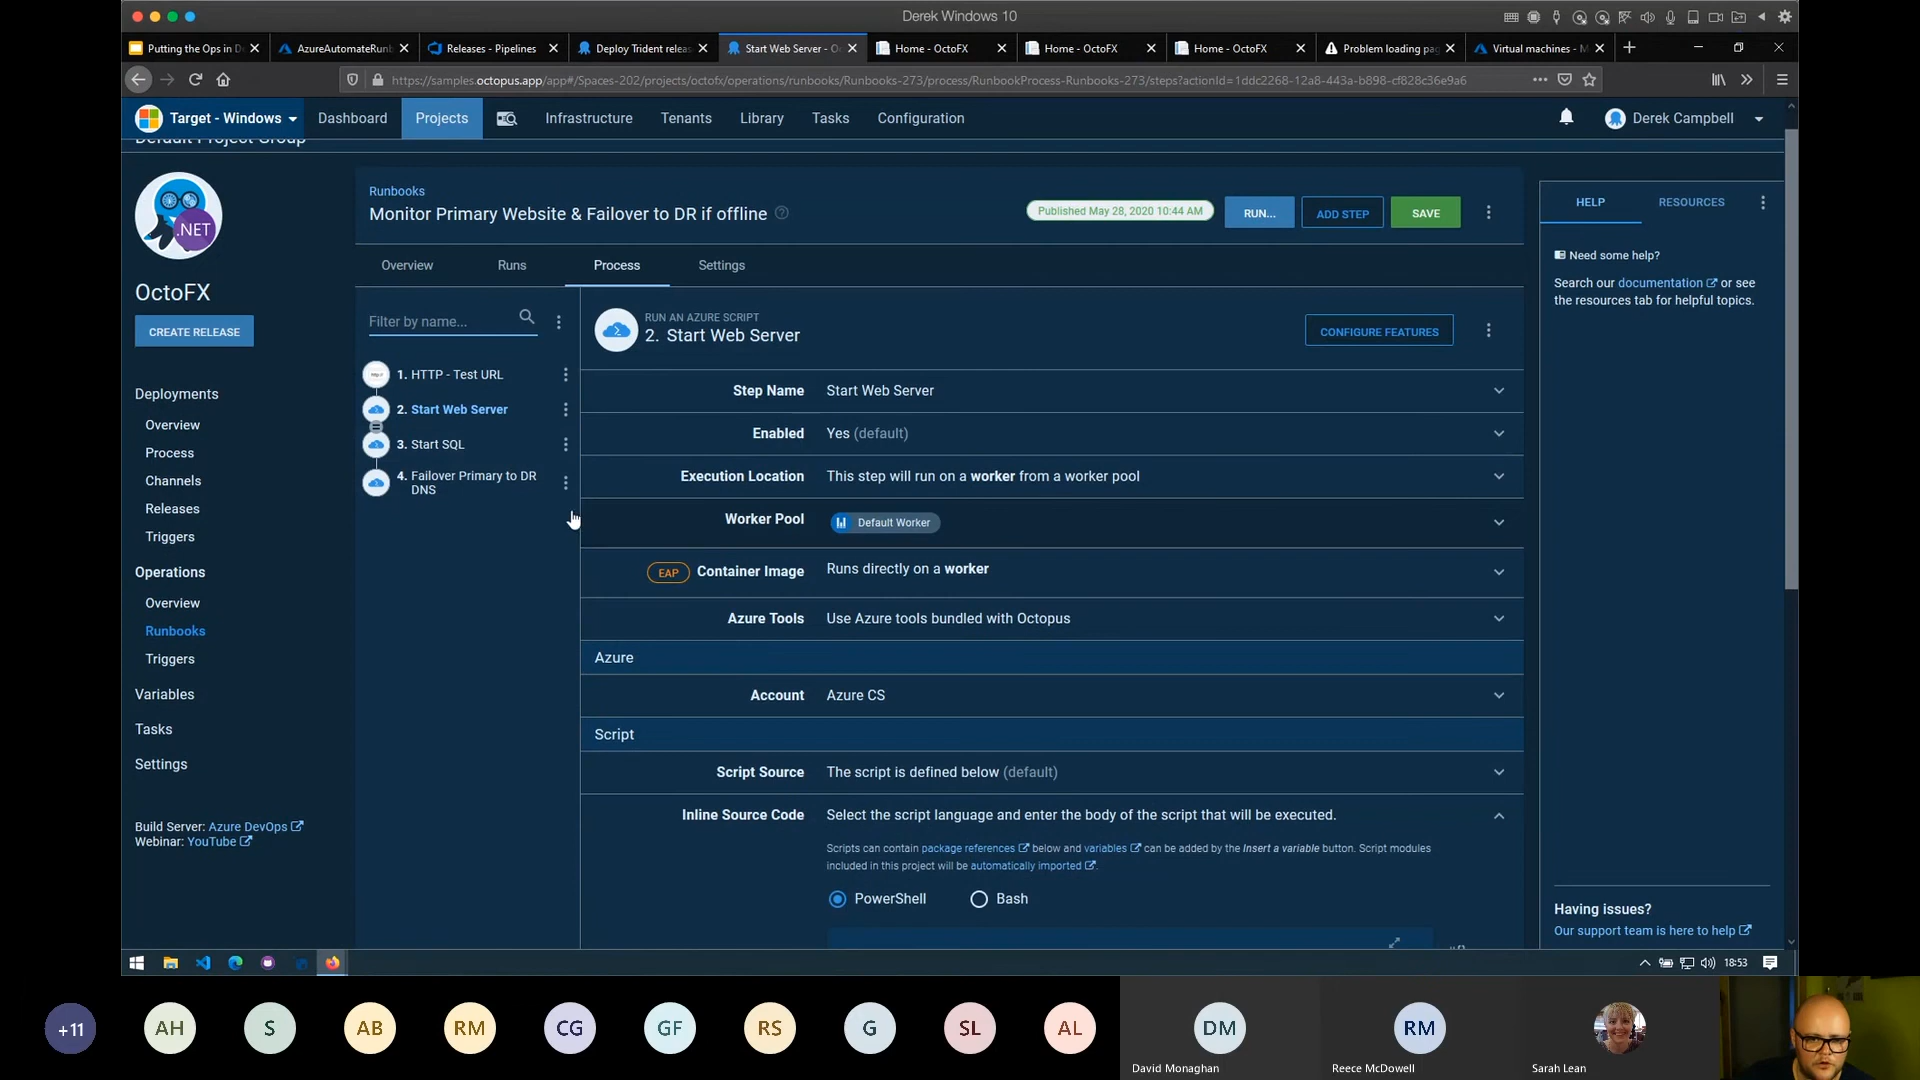 Derek Windows 10
Putting the Ops in D
AzureAutomateRunb
Releases - Pipelines
Deploy Trident releas
Start Web Server - O
Home - OctoFX
Home - OctoFX
Home - OctoFX
Problem loading pag
Virtual machines - M
https://samples.octopus.app/app#/Spaces-202/projects/octofx/operations/runbooks/Runbooks-273/process/RunbookProcess-Runbooks-273/steps?actionId=1ddc2268-12a8-443a-b898-cf828c36e9a6
Target - Windows
Dashboard
Projects
Infrastructure
Tenants
Library
Tasks
Configuration
Derek Campbell
Default Project Group
.NET
OctoFX
CREATE RELEASE
Deployments
Overview
Process
Channels
Releases
Triggers
Operations
Overview
Runbooks
Triggers
Variables
Tasks
Settings
Build Server: Azure DevOps
Webinar: YouTube
Runbooks
Monitor Primary Website & Failover to DR if offline
Published May 28, 2020 10:44 AM
RUN...
ADD STEP
SAVE
Overview
Runs
Process
Settings
Filter by name...
1. HTTP - Test URL
2. Start Web Server
3. Start SQL
4. Failover Primary to DR
DNS
RUN AN AZURE SCRIPT
2. Start Web Server
CONFIGURE FEATURES
Step Name Start Web Server
Enabled Yes (default)
Execution Location This step will run on a worker from a worker pool
Worker Pool Default Worker
EAP Container Image Runs directly on a worker
Azure Tools Use Azure tools bundled with Octopus
Azure
Account Azure CS
Script
Script Source The script is defined below (default)
Inline Source Code Select the script language and enter the body of the script that will be executed.
Scripts can contain package references below and variables can be added by the Insert a variable button. Script modules
included in this project will be automatically imported .
PowerShell Bash
HELP
RESOURCES
Need some help?
Search our documentation or see
the resources tab for helpful topics.
Having issues?
Our support team is here to help
18:53
+11
AH
S
AB
RM
CG
GF
RS
G
SL
AL
DM
RM
David Monaghan
Reece McDowell
Sarah Lean